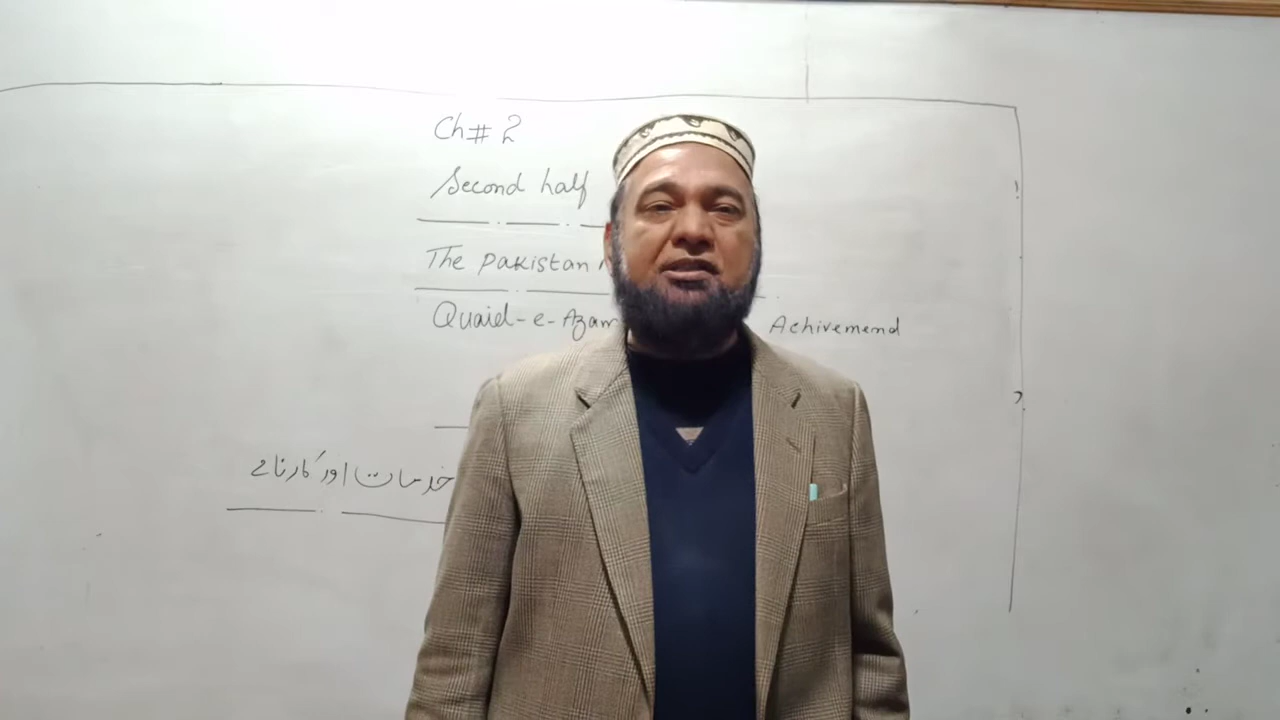 Ch# 2
Second half
The Pakistan
Quaid-e-Azam Achivemend
خدمات اور کارنامے